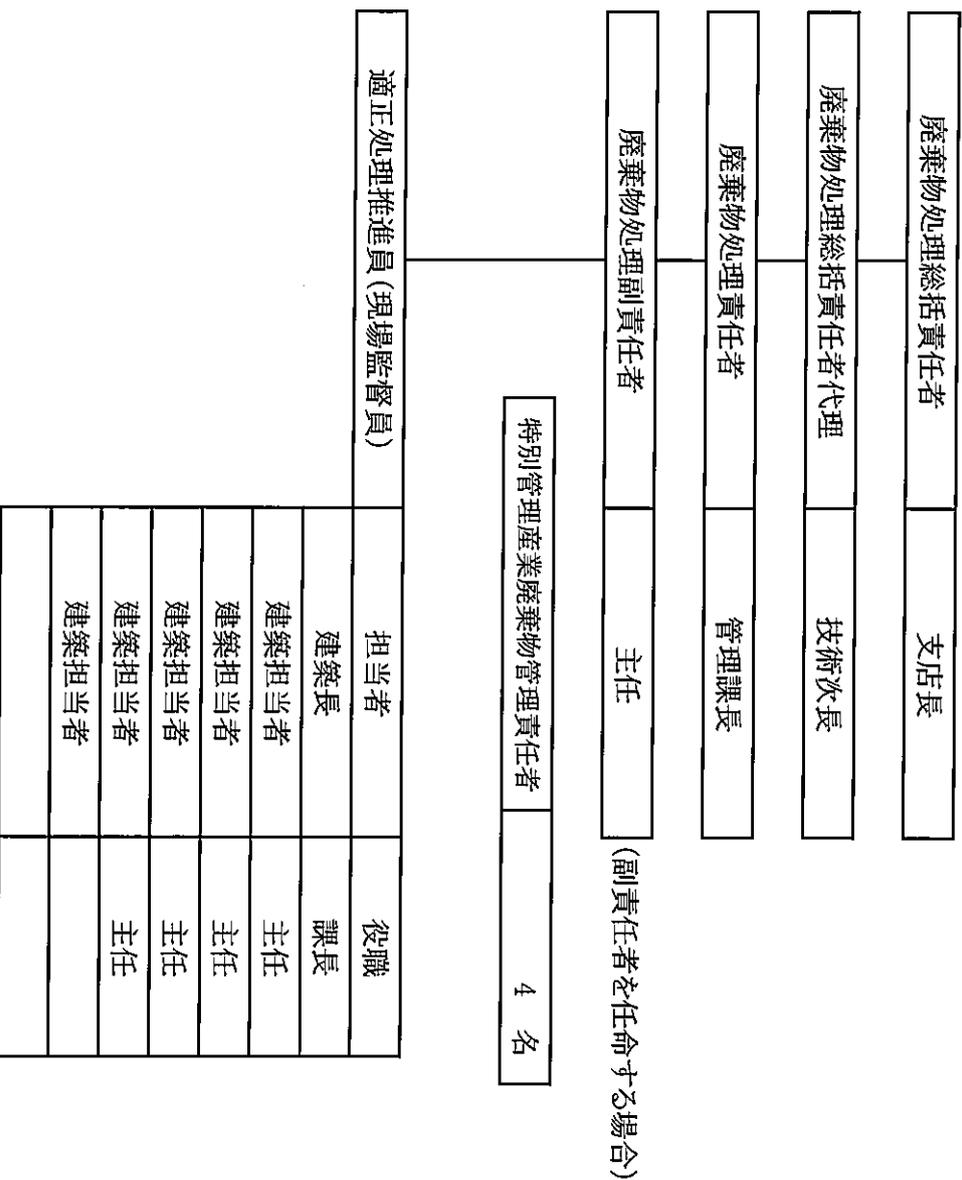 廃棄物処理総括責任者 支店長
廃棄物処理総括責任者代理 技術次長
廃棄物処理責任者 管理課長
廃棄物処理副責任者 主任 (副責任者を任命する場合)
特別管理産業廃棄物管理責任者 4 名
適正処理推進員(現場監督員) 担当者 役職
建築長 課長
建築担当者 主任
建築担当者 主任
建築担当者 主任
建築担当者 主任
建築担当者